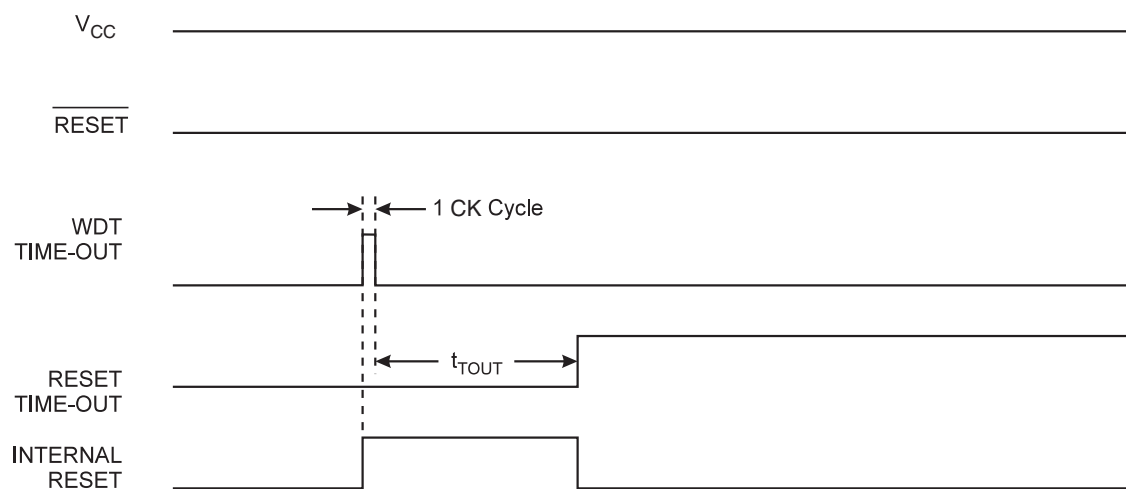 VCC
RESET
1 CK Cycle
WDT
TIME-OUT
tTOUT
RESET
TIME-OUT
INTERNAL
RESET